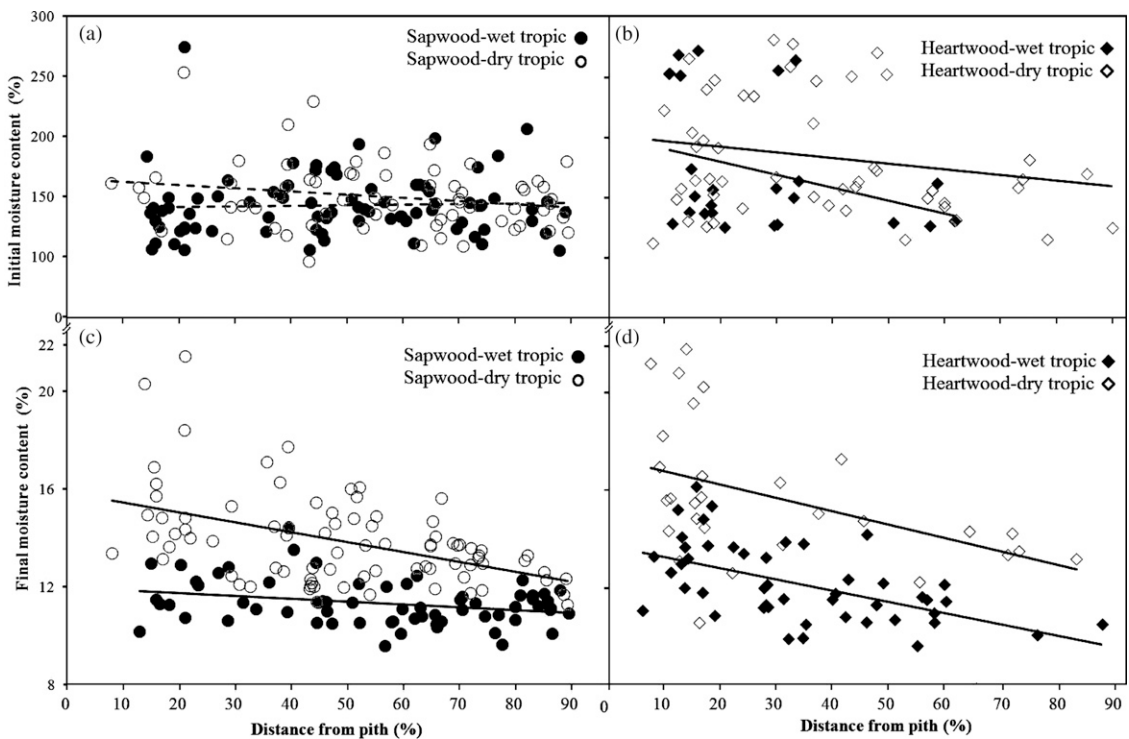 (a)
Sapwood-wet tropic
Sapwood-dry tropic
(b)
Heartwood-wet tropic
Heartwood-dry tropic
Initial moisture content (%)
300
250
200
150
100
0
(c)
Sapwood-wet tropic
Sapwood-dry tropic
(d)
Heartwood-wet tropic
Heartwood-dry tropic
Final moisture content (%)
22
20
16
12
8
0 10 20 30 40 50 60 70 80 90
0 10 20 30 40 50 60 70 80 90
Distance from pith (%)
Distance from pith (%)